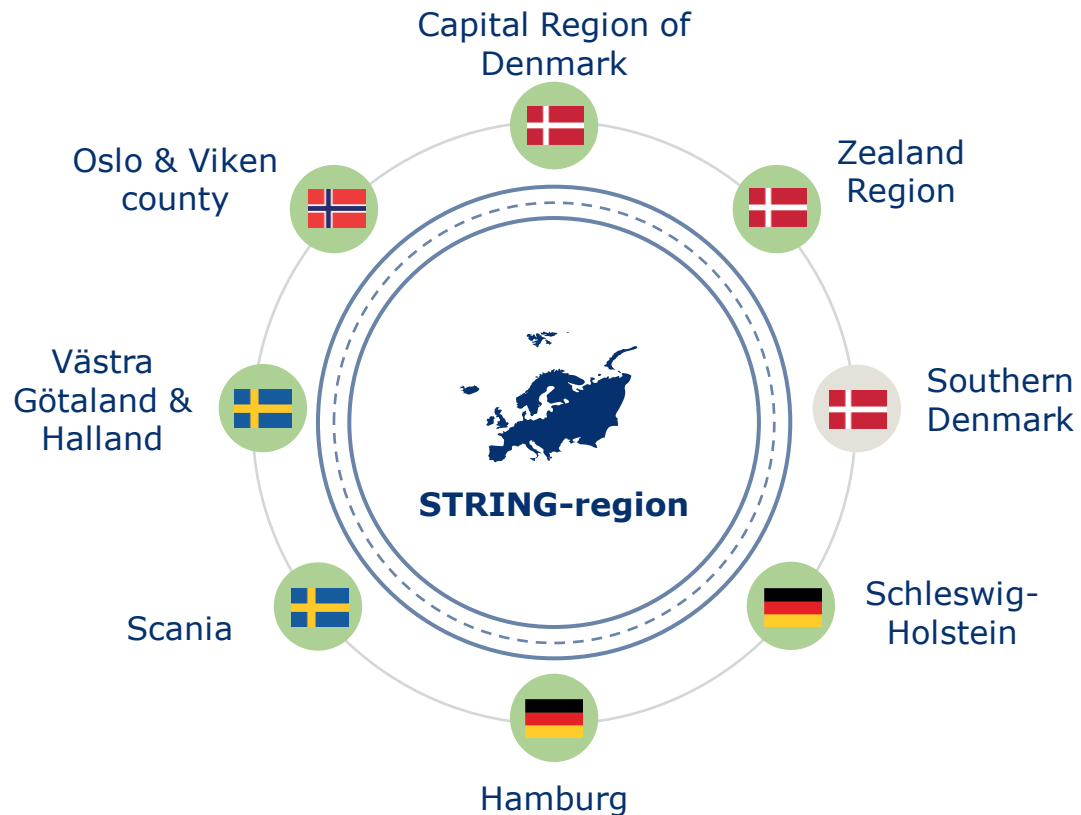 Capital Region of
Denmark
Oslo & Viken
county
Zealand
Region
Västra
Götaland &
Halland
Southern
Denmark
STRING-region
Scania
Schleswig-
Holstein
Hamburg